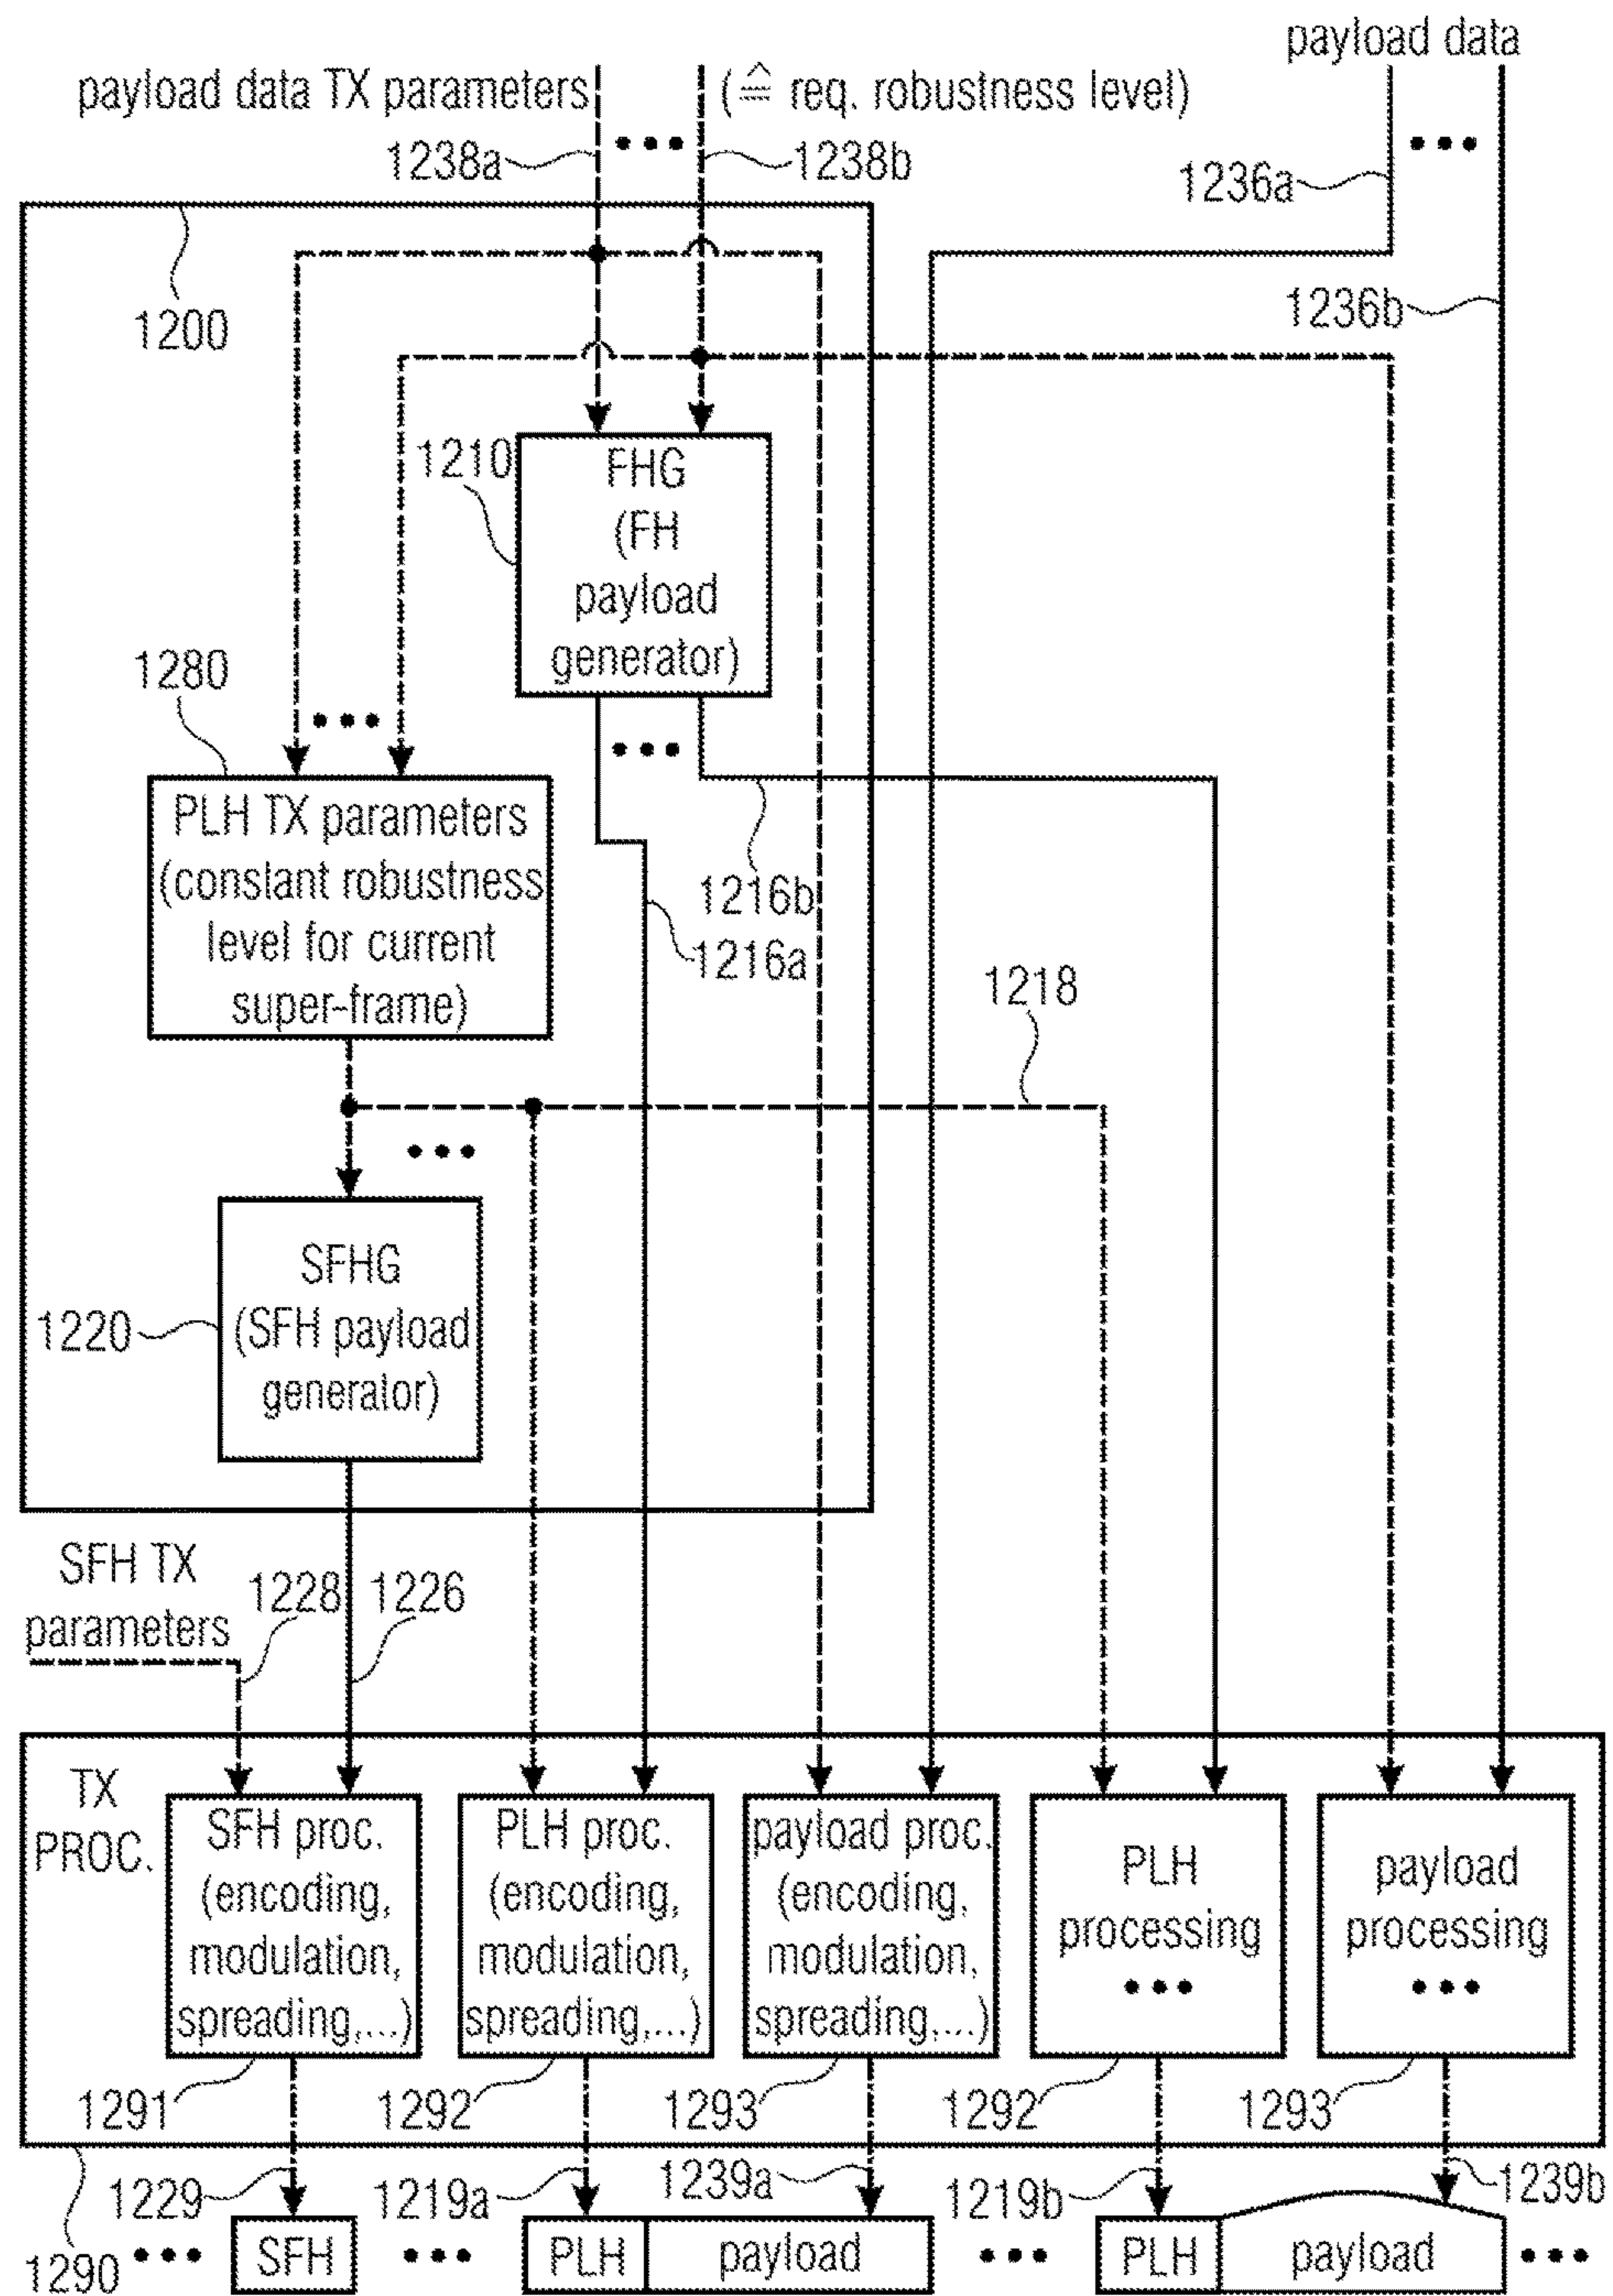 payload data
payload data TX parameters
(≙ req. robustness level)
1238a
1238b
1236a
1200
1236b
1210
FHG
(FH
payload
generator)
1280
PLH TX parameters
(constant robustness
level for current
super-frame)
1216b
1216a
1218
SFHG
(SFH payload
generator)
1220
SFH TX
parameters
1228
1226
TX
PROC.
SFH proc.
(encoding,
modulation,
spreading,...)
PLH proc.
(encoding,
modulation,
spreading,...)
payload proc.
(encoding,
modulation,
spreading,...)
PLH
processing
•••
payload
processing
•••
1291
1292
1293
1292
1293
1229
1219a
1239a
1219b
1239b
1290
•••
SFH
•••
PLH
payload
•••
PLH
payload
•••